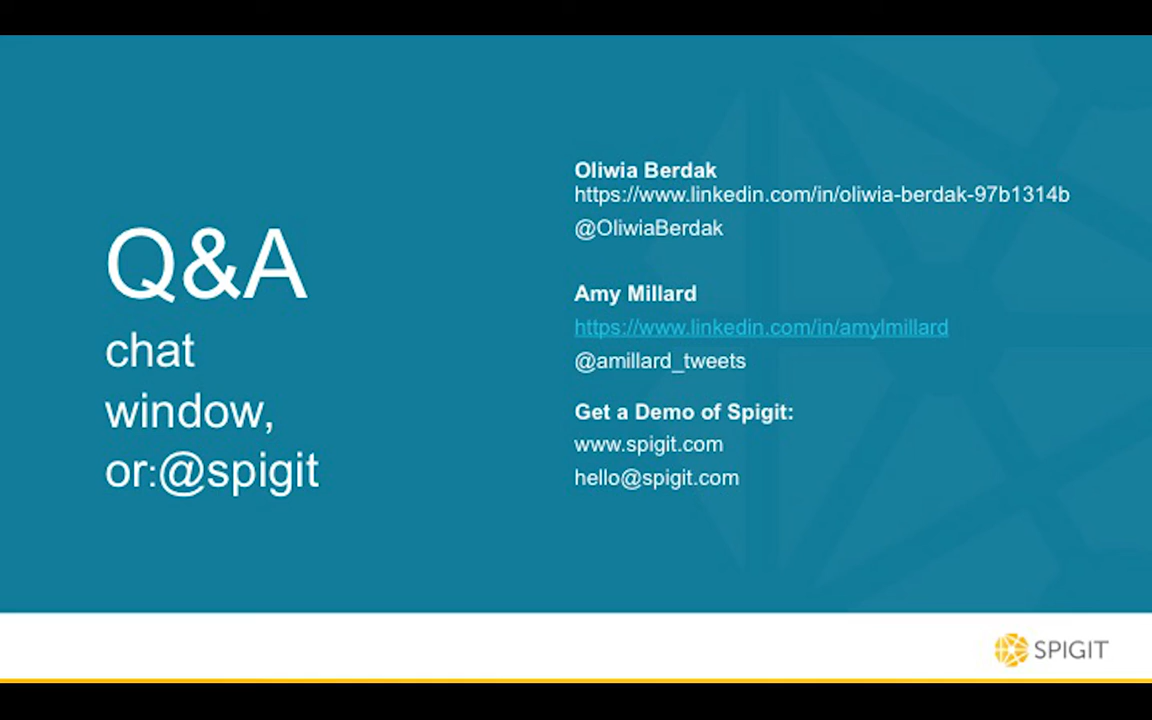 Q&A
chat
window,
or:@spigit
Oliwia Berdak
https://www.linkedin.com/in/oliwia-berdak-97b1314b
@OliwiaBerdak
Amy Millard
https://www.linkedin.com/in/amylmillard
@amillard_tweets
Get a Demo of Spigit:
www.spigit.com
hello@spigit.com
SPIGIT